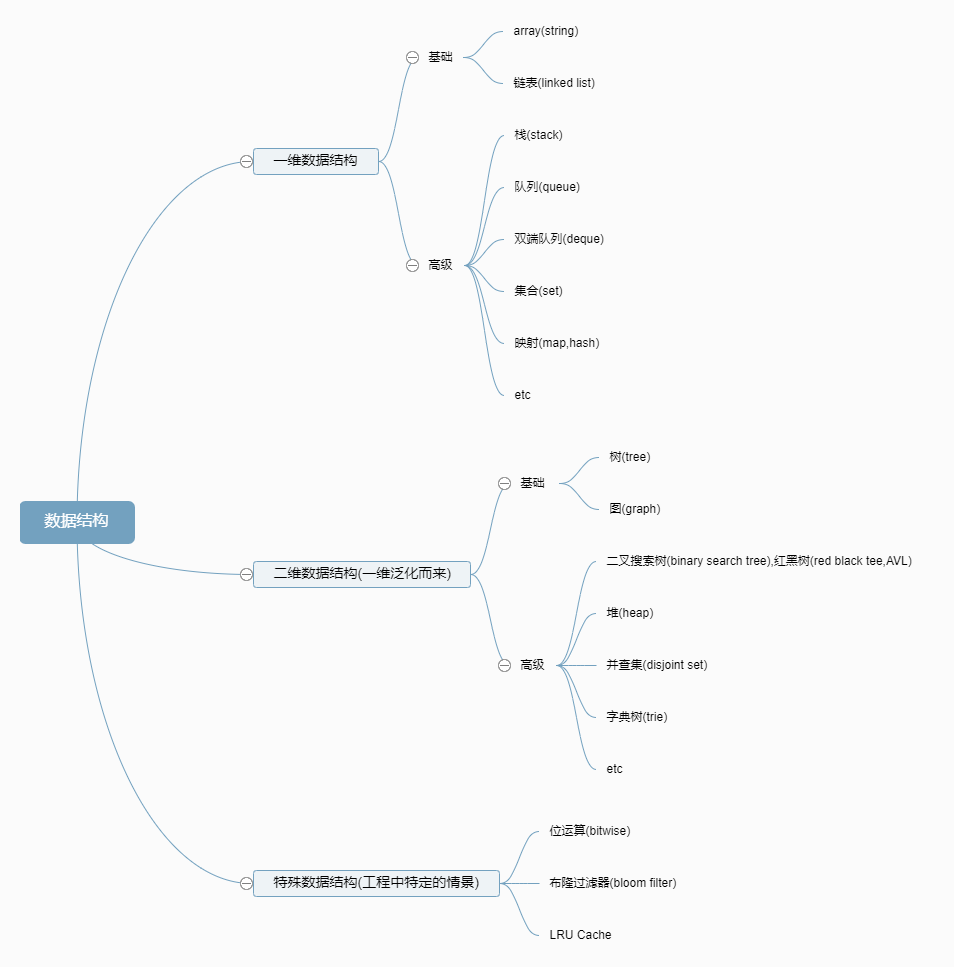 数据结构
一维数据结构
基础
array(string)
链表(linked list)
高级
栈(stack)
队列(queue)
双端队列(deque)
集合(set)
映射(map,hash)
etc
二维数据结构(一维泛化而来)
基础
树(tree)
图(graph)
高级
二叉搜索树(binary search tree),红黑树(red black tee,AVL)
堆(heap)
并查集(disjoint set)
字典树(trie)
etc
特殊数据结构(工程中特定的情景)
位运算(bitwise)
布隆过滤器(bloom filter)
LRU Cache